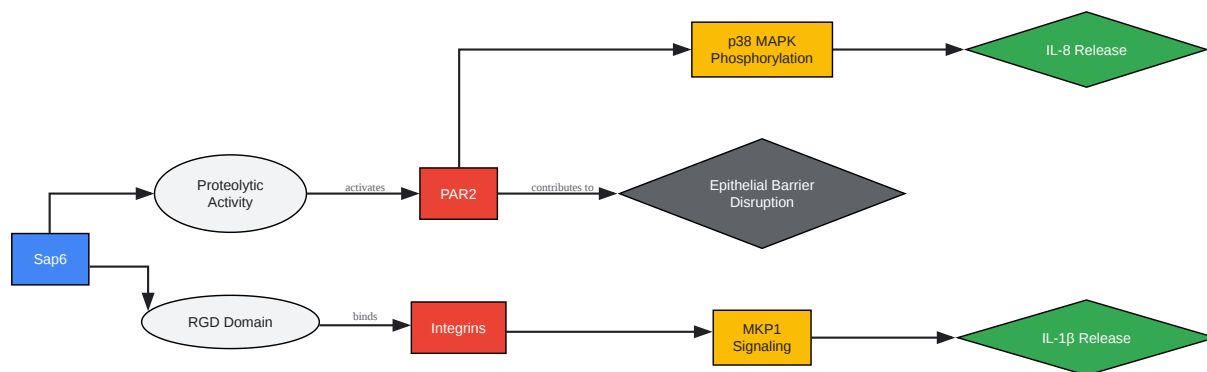 p38 MAPK
Phosphorylation
IL-8 Release
Proteolytic
Activity
activates
PAR2
contributes to
Epithelial Barrier
Disruption
Sap6
RGD Domain
binds
Integrins
MKP1
Signaling
IL-1β Release